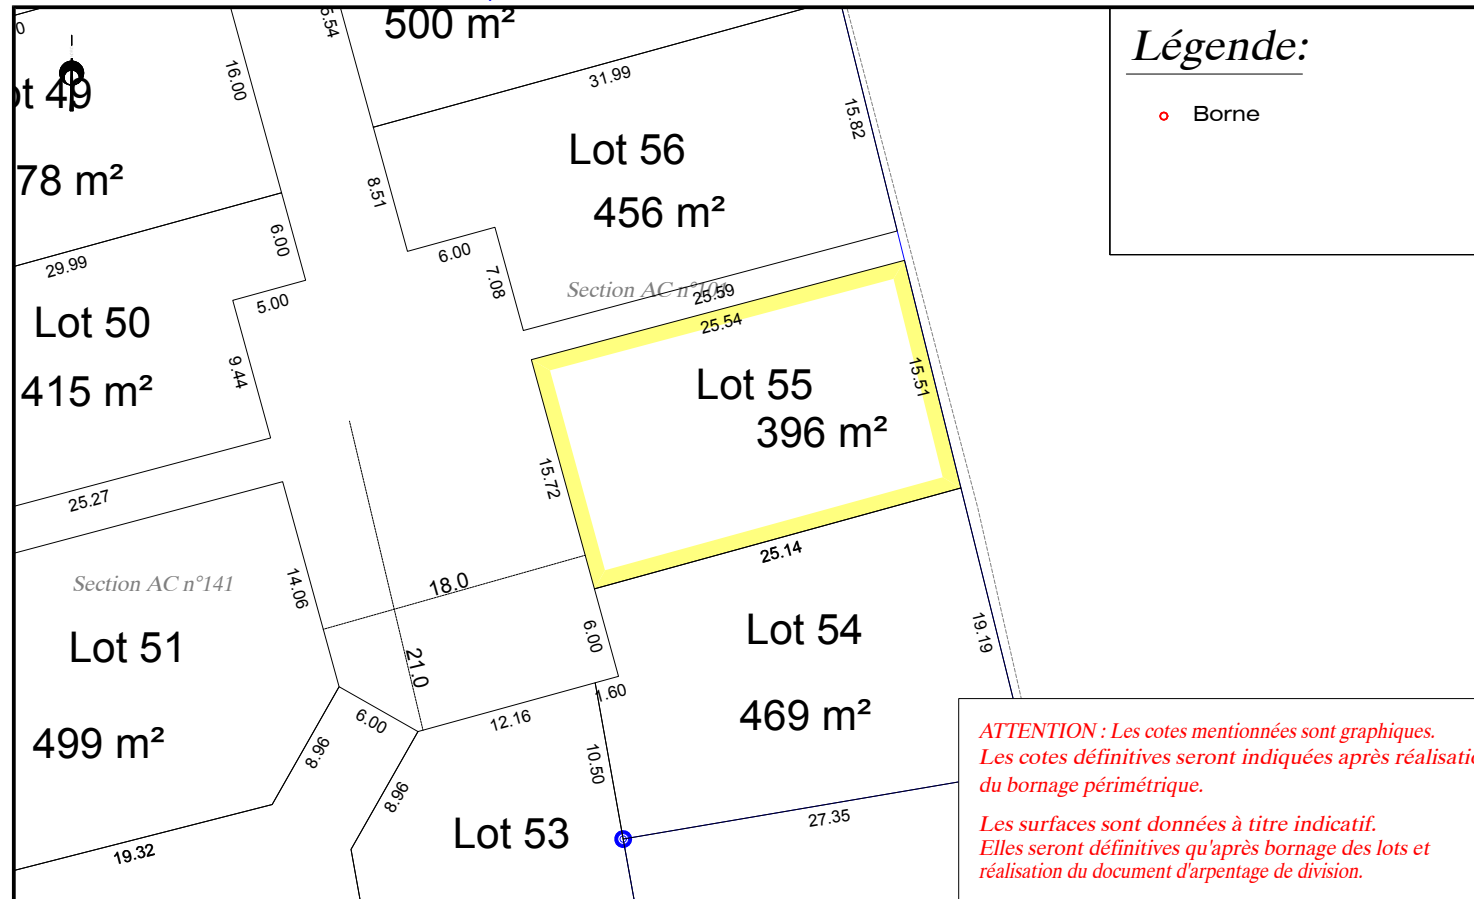 500 m²
Légende:
Borne
5.54
16.00
31.99
15.82
78 m²
Lot 56
456 m²
8.51
6.00
6.00
7.08
29.99
5.00
Section AC n°
25.59
25.54
Lot 50
415 m²
9.44
Lot 55
396 m²
15.51
15.72
25.27
25.14
Section AC n°141
14.06
18.0
Lot 51
499 m²
21.0
6.00
Lot 54
469 m²
19.19
6.00
12.16
1.60
8.96
8.96
10.50
19.32
Lot 53
27.35
ATTENTION : Les cotes mentionnées sont graphiques.
Les cotes définitives seront indiquées après réalisatio
du bornage périmétrique.
Les surfaces sont données à titre indicatif.
Elles seront définitives qu'après bornage des lots et
réalisation du document d'arpentage de division.